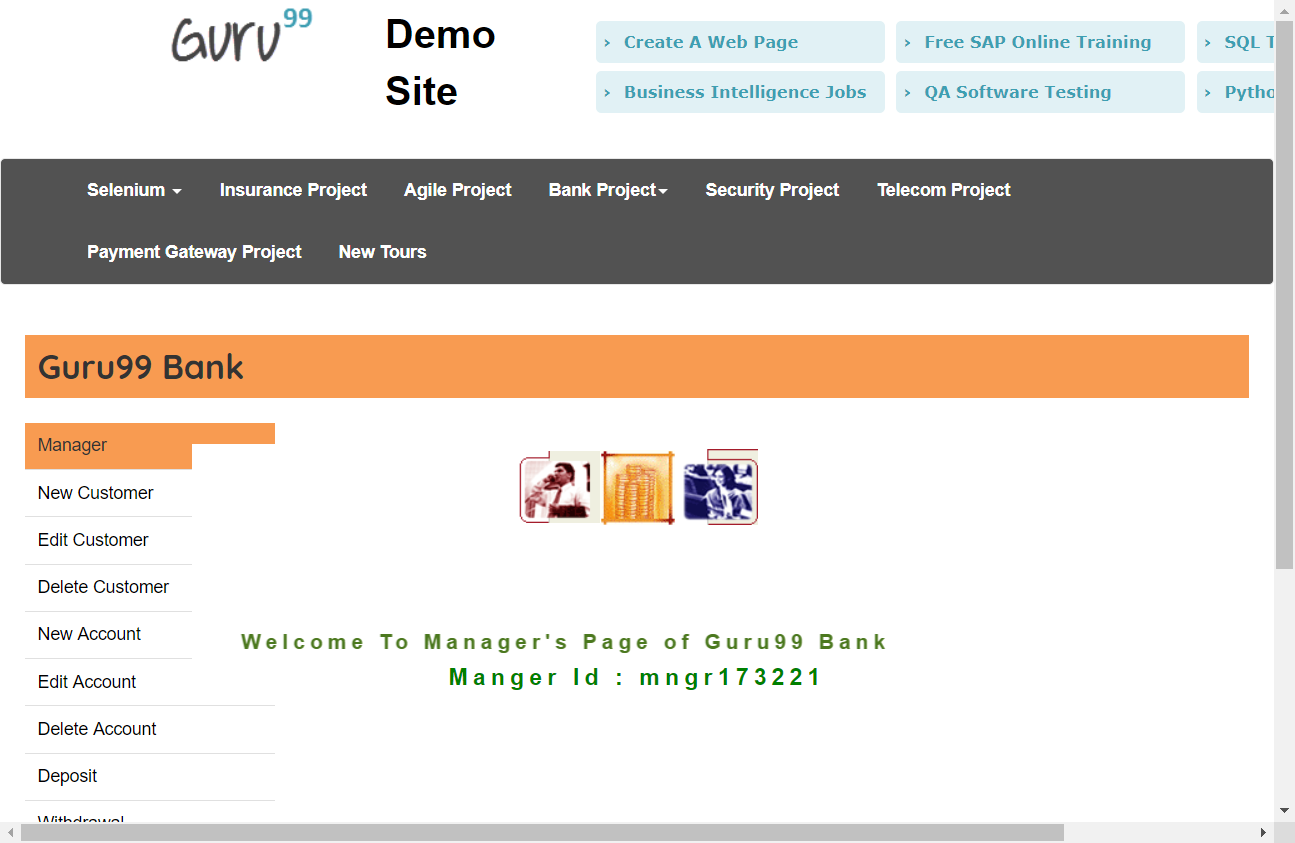 Guru99
Demo
Site
› Create A Web Page
› Free SAP Online Training
› SQL T
› Business Intelligence Jobs
› QA Software Testing
› Pytho
Selenium
Insurance Project
Agile Project
Bank Project
Security Project
Telecom Project
Payment Gateway Project
New Tours
Guru99 Bank
Manager
New Customer
Edit Customer
Delete Customer
New Account
Edit Account
Delete Account
Deposit
Withdrawal
Welcome To Manager's Page of Guru99 Bank
Manger Id : mngr173221